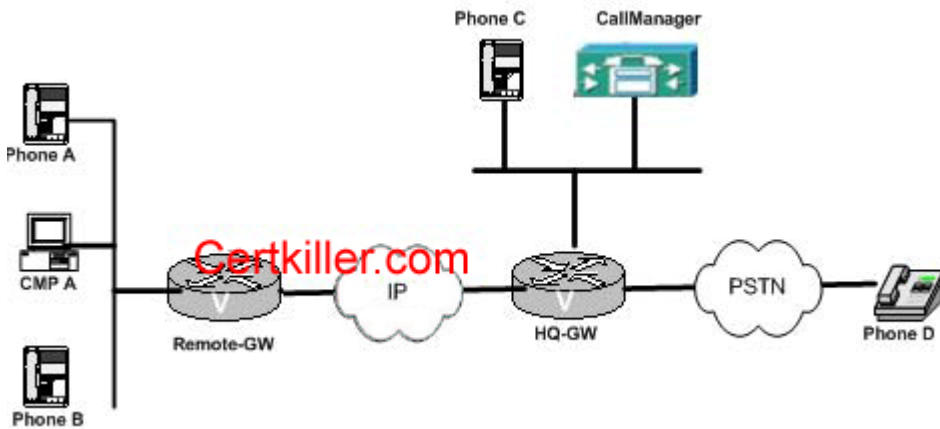 Phone C
CallManager
Phone A
CMP A
Certkiller.com
V
IP
V
PSTN
Remote-GW
HQ-GW
Phone D
Phone B